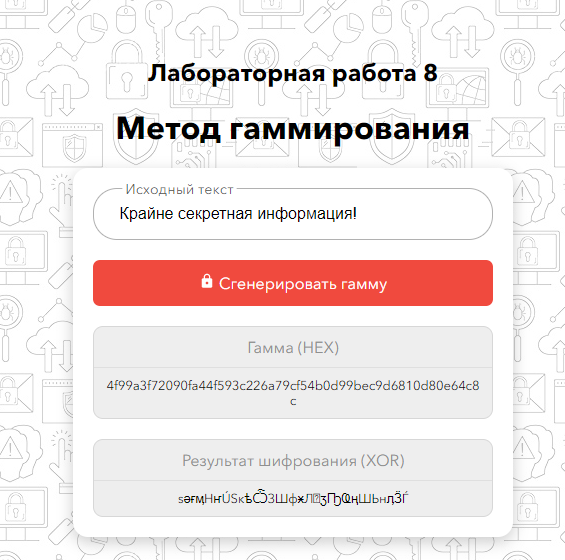 Лабораторная работа 8
Метод гаммирования
Исходный текст
Крайне секретная информация!
Сгенерировать гамму
Гамма (HEX)
4f99a3f72090fa44f593c226a79cf54b0d99bec9d6810d80e64c8
c
Результат шифрования (XOR)